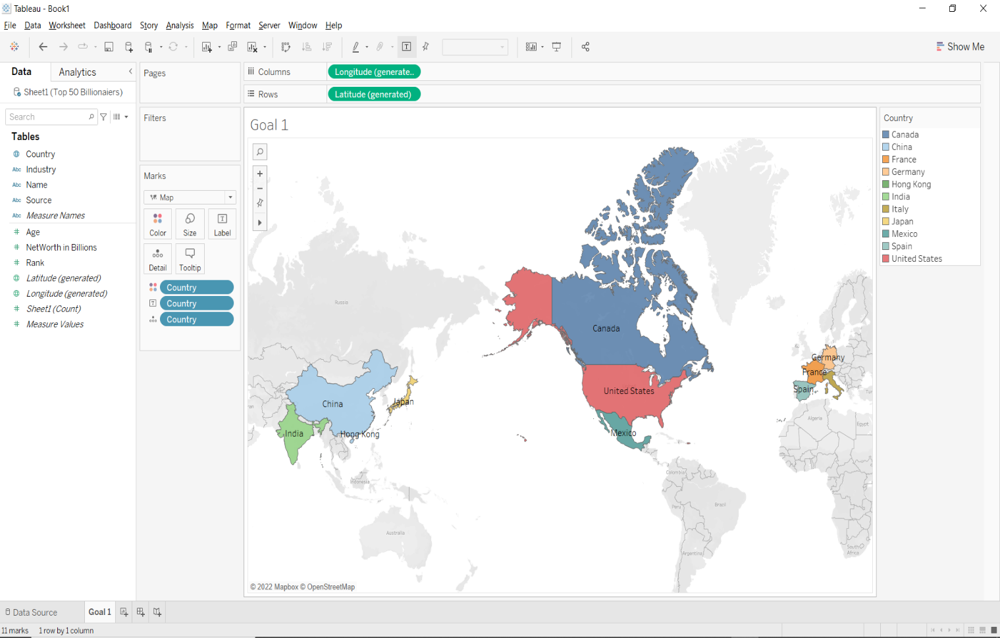 Tableau - Book1
File Data Worksheet Dashboard Story Analysis Map Format Server Window Help
Show Me
Data Analytics
Sheet1 (Top 50 Billionaiers)
Search
Tables
Country
Abc Industry
Abc Name
Abc Source
Abc Measure Names
# Age
# NetWorth in Billions
# Rank
Latitude (generated)
Longitude (generated)
# Sheet1 (Count)
# Measure Values
Pages
Filters
Marks
Map
Color Size Label
Detail Tooltip
Country
Country
Country
Columns Longitude (generate..
Rows Latitude (generated)
Goal 1
Russia
Canada
Germany
France
Spain
United States
China
Japan
India
Hong Kong
Mexico
Algeria
Egypt
Colombia
Indonesia
Peru
Brazil
Australia
South
Africa
Argentina
© 2022 Mapbox © OpenStreetMap
Country
Canada
China
France
Germany
Hong Kong
India
Italy
Japan
Mexico
Spain
United States
Data Source Goal 1
11 marks 1 row by 1 column